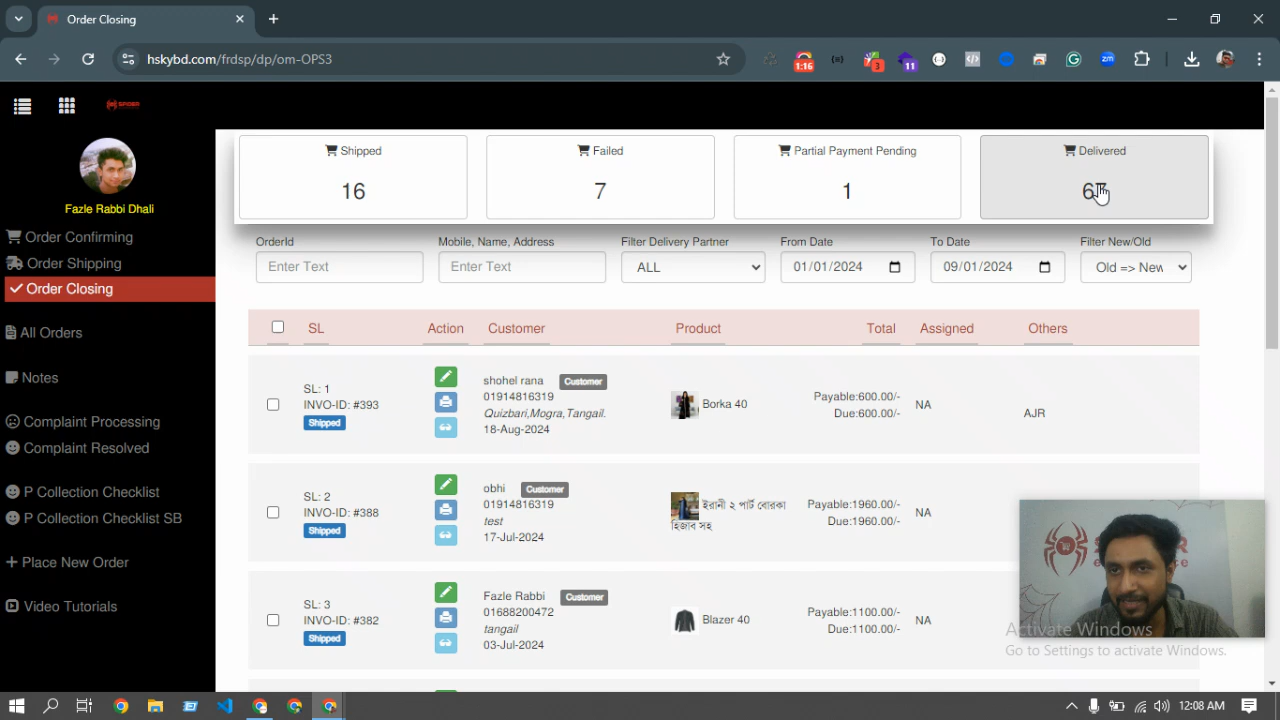 Order Closing
hskybd.com/frdsp/dp/om-OPS3
1:16
3
11
SPIDER
Fazle Rabbi Dhali
Order Confirming
Order Shipping
Order Closing
All Orders
Notes
Complaint Processing
Complaint Resolved
P Collection Checklist
P Collection Checklist SB
Place New Order
Video Tutorials
Shipped
16
Failed
7
Partial Payment Pending
1
Delivered
OrderId
Mobile, Name, Address
Filter Delivery Partner
From Date
To Date
Filter New/Old
Enter Text
Enter Text
ALL
01/01/2024
09/01/2024
Old => New
SL
Action
Customer
Product
Total
Assigned
Others
SL: 1
INVO-ID: #393
Shipped
shohel rana Customer
01914816319
Quizbari,Mogra,Tangail.
18-Aug-2024
Borka 40
Payable:600.00/-
Due:600.00/-
NA
AJR
SL: 2
INVO-ID: #388
Shipped
obhi Customer
01914816319
test
17-Jul-2024
ইরানী ২ পার্ট বোরকা
হিজাব সহ
Payable:1960.00/-
Due:1960.00/-
NA
SL: 3
INVO-ID: #382
Shipped
Fazle Rabbi Customer
01688200472
tangail
03-Jul-2024
Blazer 40
Payable:1100.00/-
Due:1100.00/-
NA
Activate Windows
Go to Settings to activate Windows.
12:08 AM